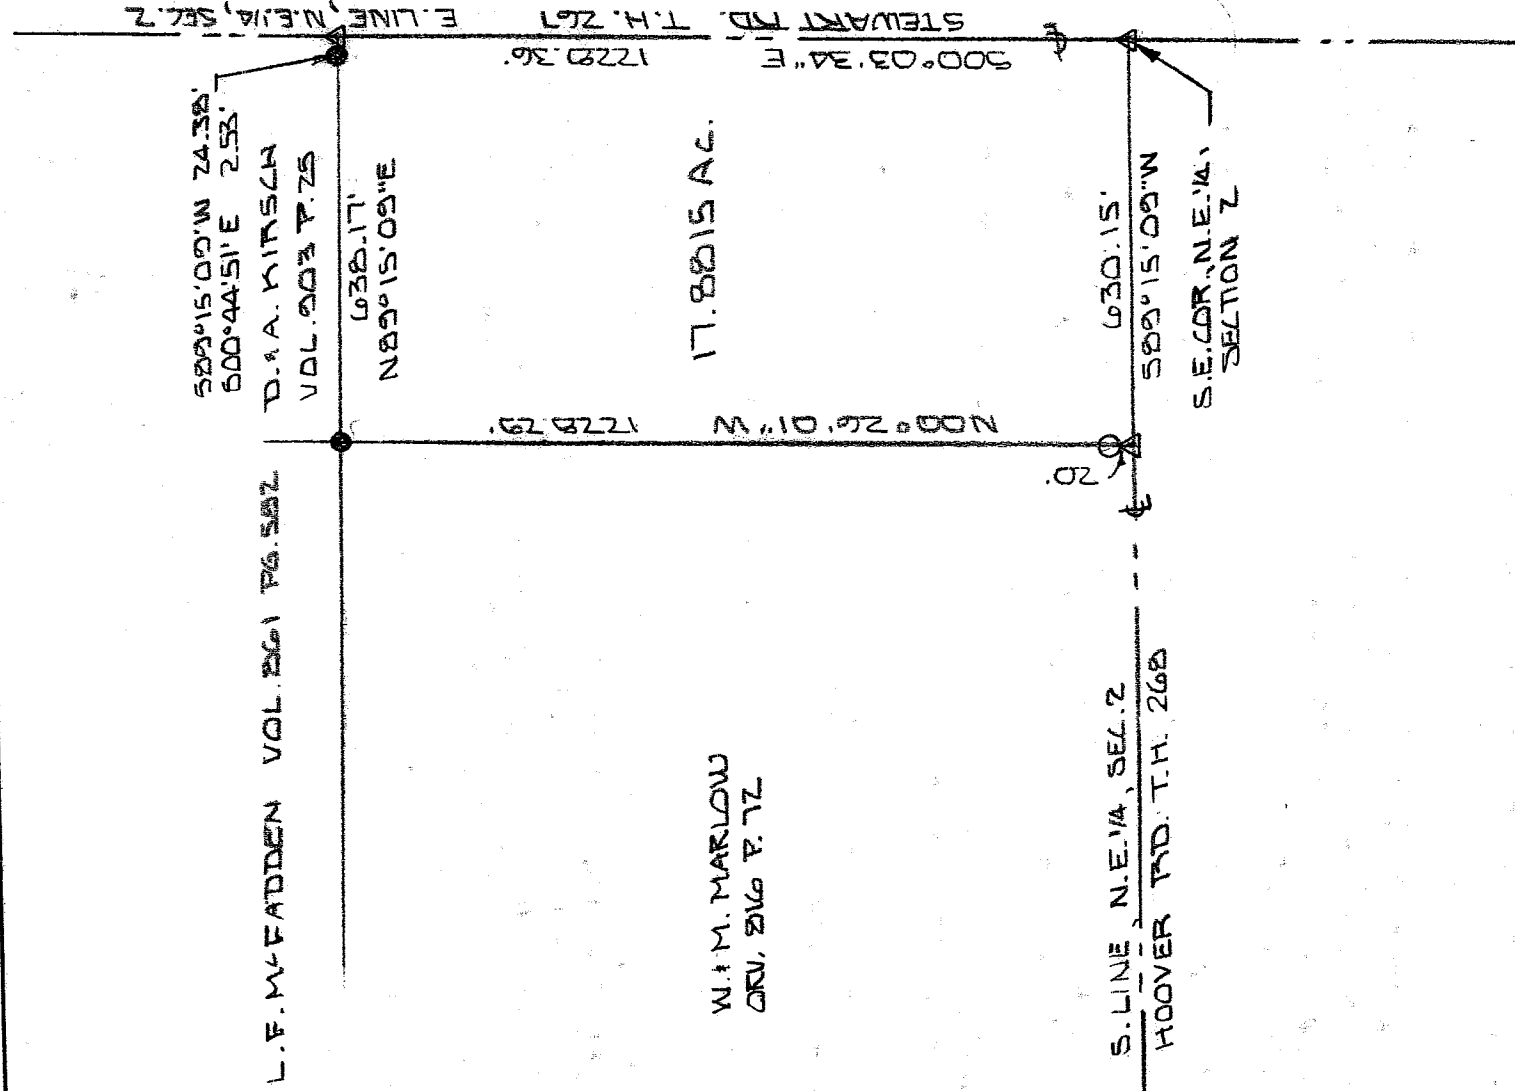 STEWART RD. T.H. 267 E. LINE, N.E.1/4, SEC. 2
S00°03'34"E 1229.36'
S89°15'09"W 24.38'
S00°44'51"E 2.53'
D. & A. KIRSCH
VOL. 903 P. 25
638.17'
N89°15'09"E
17.8815 AC.
630.15'
S89°15'09"W
S.E. COR., N.E. 1/4,
SECTION 2
N00°26'01"W 1228.29'
20'
L.F. McFADDEN VOL. 861 PG. 582
W. & M. MARLOW
ORV. 816 P. 72
S. LINE, N.E. 1/4, SEC. 2
HOOVER RD. T.H. 268